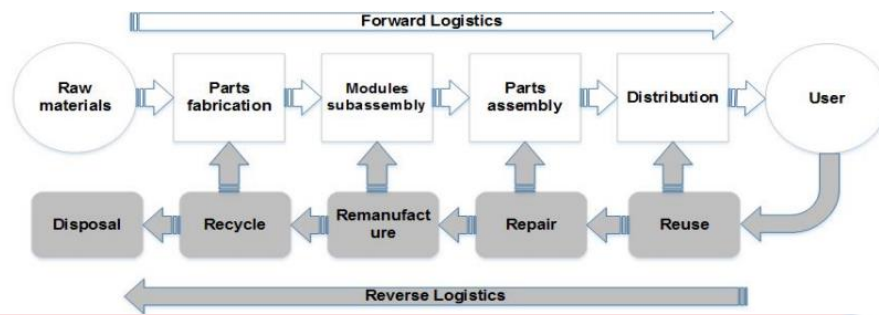 Forward Logistics
Raw
materials
Parts
fabrication
Modules
subassembly
Parts
assembly
Distribution
User
Disposal
Recycle
Remanufact
ure
Repair
Reuse
Reverse Logistics